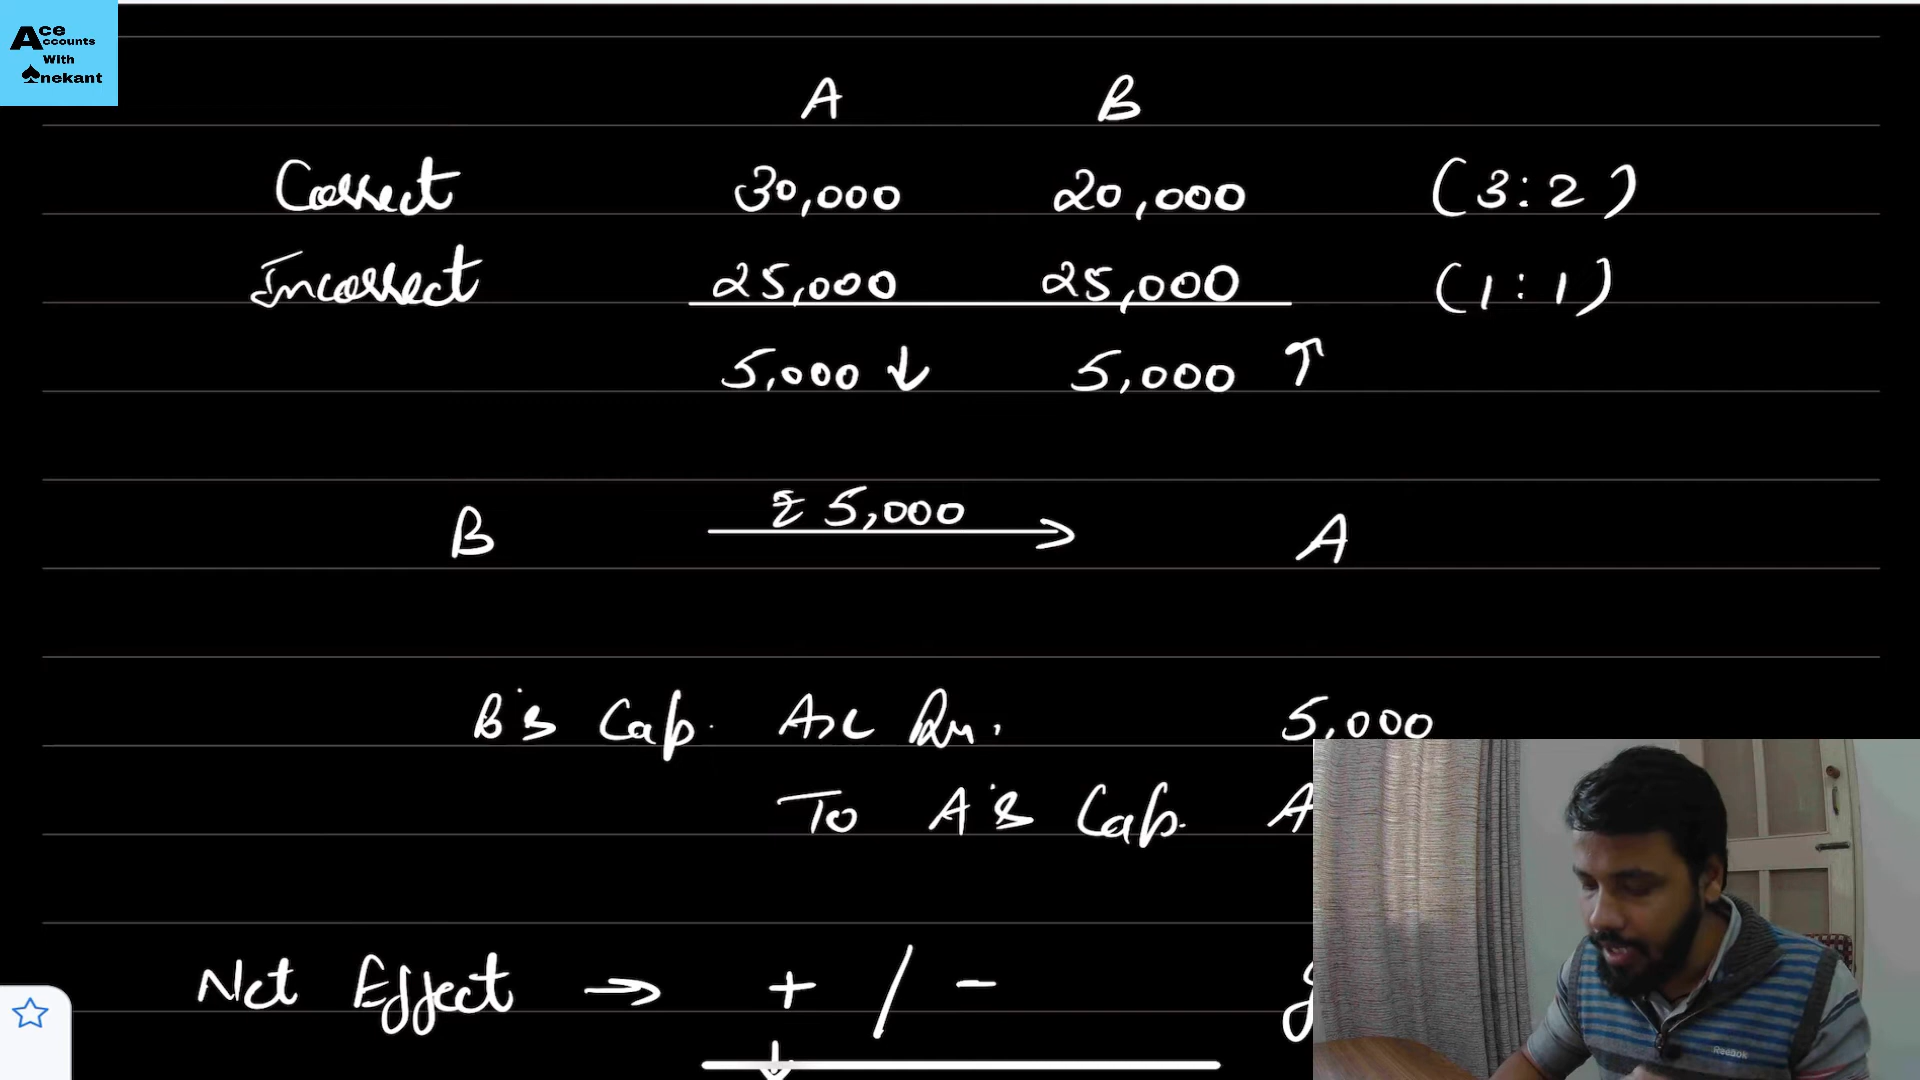 Ace
Accounts
With
Anekant
A B
Correct 30,000 20,000 (3:2)
Incorrect 25,000 25,000 (1:1)
5,000 ↓ 5,000 ↑
₹ 5,000
B → A
B's Cap. A/c Dr. 5,000
To A's Cap. A
Net Effect → + / -
Reebok